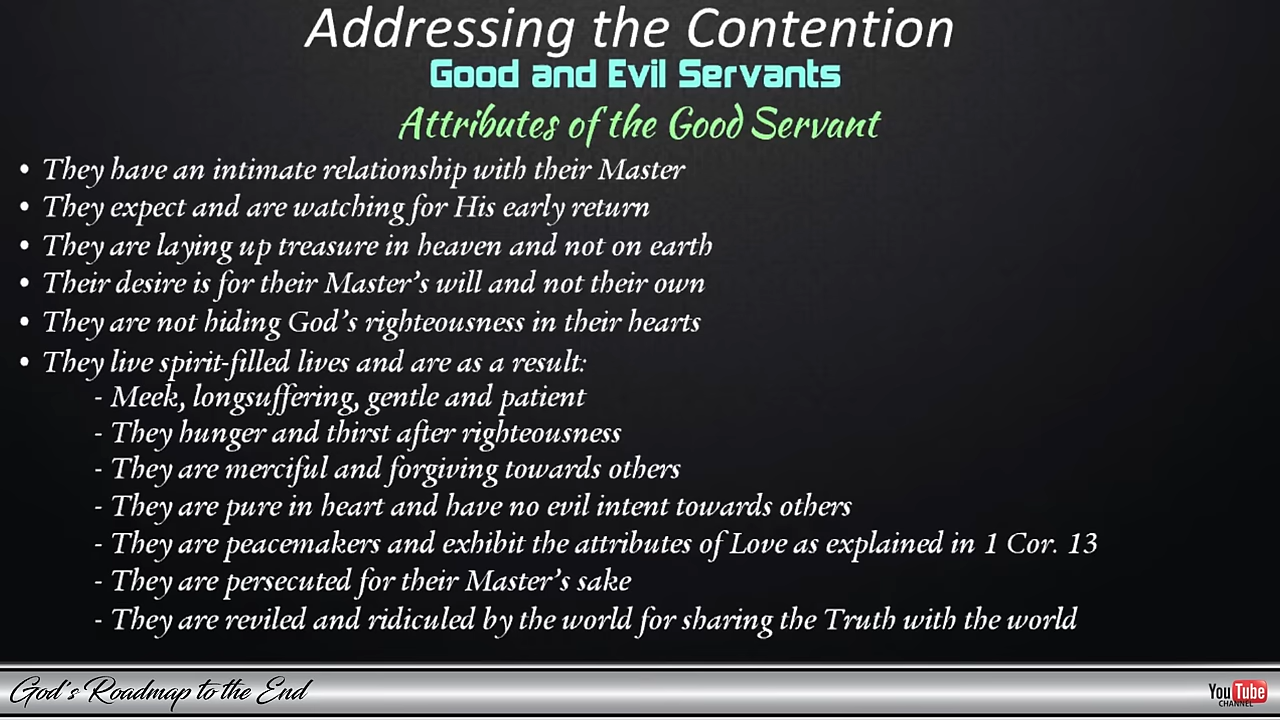 Addressing the Contention
Good and Evil Servants
Attributes of the Good Servant
• They have an intimate relationship with their Master
• They expect and are watching for His early return
• They are laying up treasure in heaven and not on earth
• Their desire is for their Master's will and not their own
• They are not hiding God's righteousness in their hearts
• They live spirit-filled lives and are as a result:
- Meek, longsuffering, gentle and patient
- They hunger and thirst after righteousness
- They are merciful and forgiving towards others
- They are pure in heart and have no evil intent towards others
- They are peacemakers and exhibit the attributes of Love as explained in 1 Cor. 13
- They are persecuted for their Master's sake
- They are reviled and ridiculed by the world for sharing the Truth with the world
God's Roadmap to the End
YouTube
CHANNEL